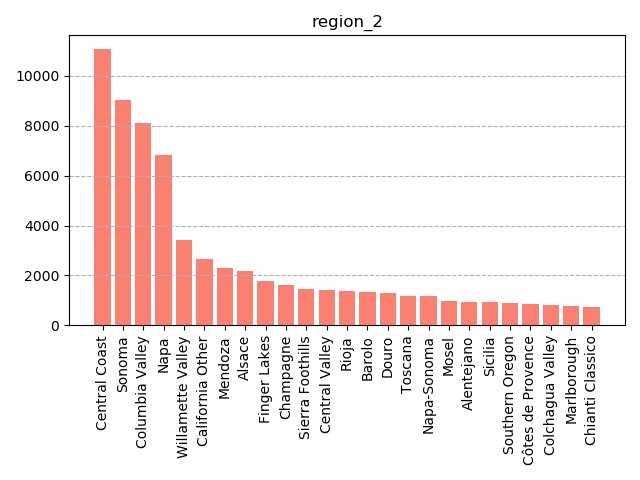 region_2
10000
8000
6000
4000
2000
0
Central Coast
Sonoma
Columbia Valley
Napa
Willamette Valley
California Other
Mendoza
Alsace
Finger Lakes
Champagne
Sierra Foothills
Central Valley
Rioja
Barolo
Douro
Toscana
Napa-Sonoma
Mosel
Alentejano
Sicilia
Southern Oregon
Côtes de Provence
Colchagua Valley
Marlborough
Chianti Classico